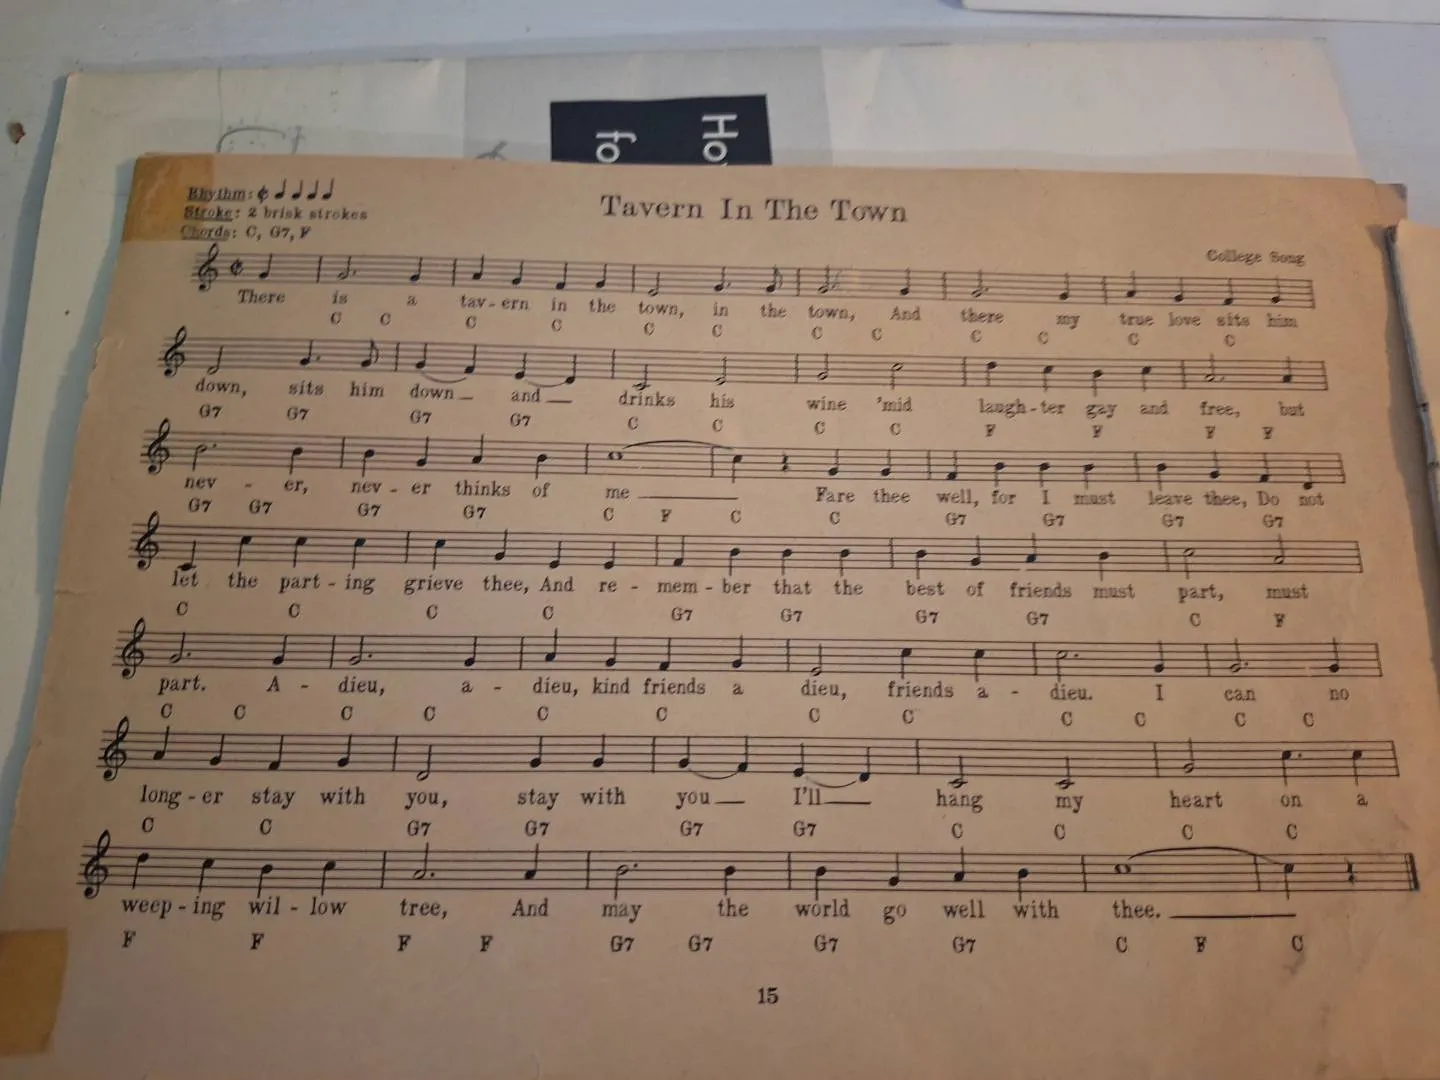 Ho
fo
Rhythm:
Tavern In The Town
Stroke: 2 brisk strokes
Chords: C, G7, F
College Song
There is a tav - ern in the town, in the town, And there my true love sits him
C C C C C C C C C C C C
down, sits him down and drinks his wine 'mid laugh - ter gay and free, but
G7 G7 G7 G7 C C C C F F F F
nev - er, nev - er thinks of me Fare thee well, for I must leave thee, Do not
G7 G7 G7 G7 C F C C G7 G7 G7 G7
let the part - ing grieve thee, And re - mem - ber that the best of friends must part, must
C C C C G7 G7 G7 G7 C F
part. A - dieu, a - dieu, kind friends a dieu, friends a - dieu. I can no
C C C C C C C C C C C C
long - er stay with you, stay with you I'll hang my heart on a
C C G7 G7 G7 G7 C C C C
weep - ing wil - low tree, And may the world go well with thee.
F F F F G7 G7 G7 G7 C F C
15